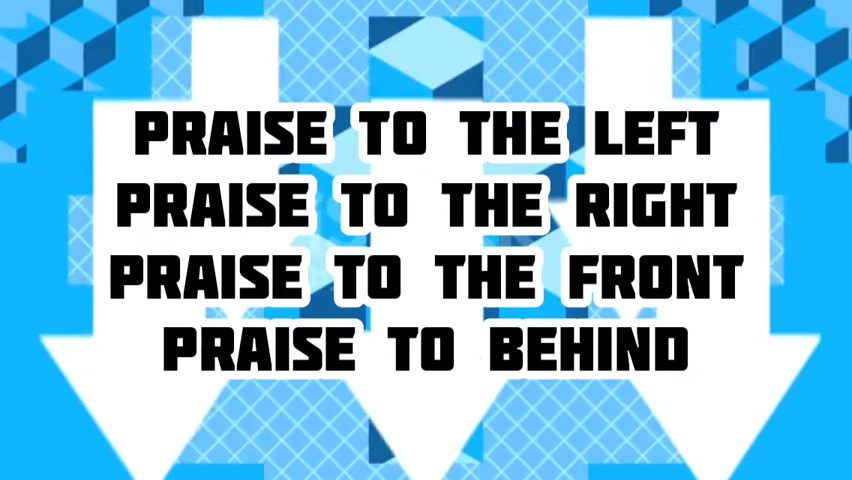 PRAISE TO THE LEFT
PRAISE TO THE RIGHT
PRAISE TO THE FRONT
PRAISE TO BEHIND